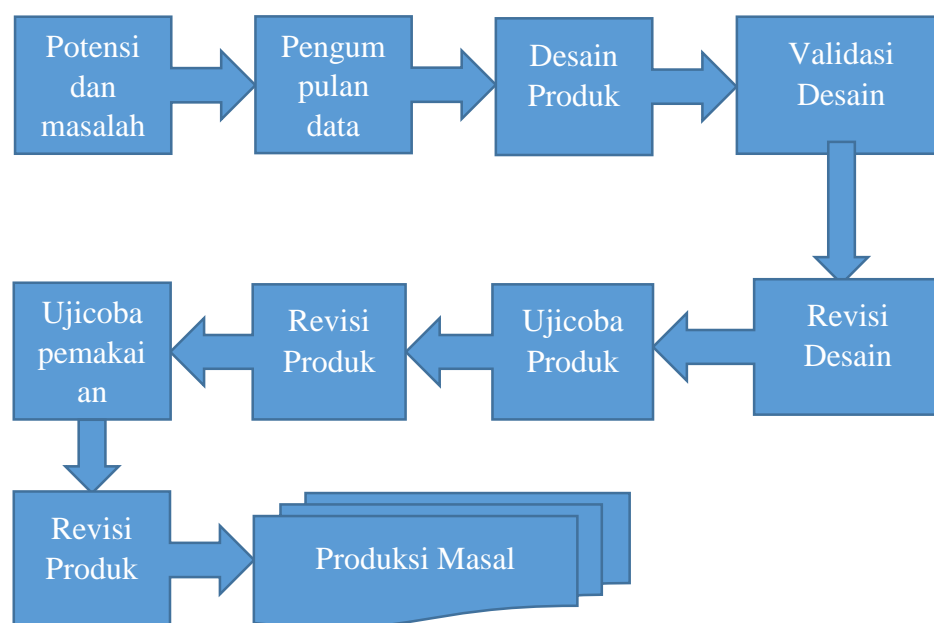 Potensi
dan
masalah
Pengum
pulan
data
Desain
Produk
Validasi
Desain
Revisi
Desain
Ujicoba
Produk
Revisi
Produk
Ujicoba
pemakai
an
Revisi
Produk
Produksi Masal